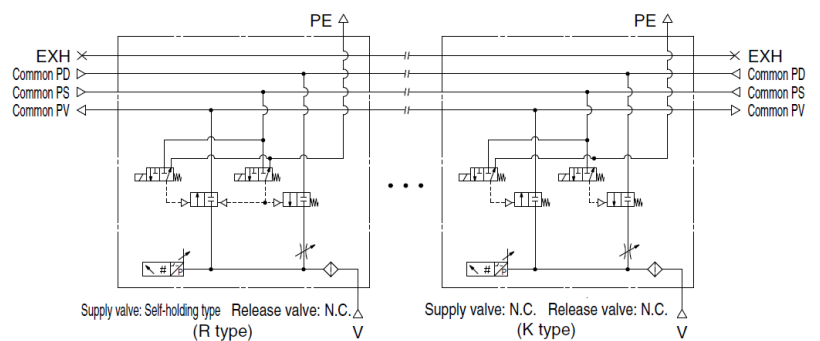 PE PE
EXH EXH
Common PD Common PD
Common PS Common PS
Common PV Common PV
# P # P
Supply valve: Self-holding type Release valve: N.C. Supply valve: N.C. Release valve: N.C.
V V
(R type) (K type)